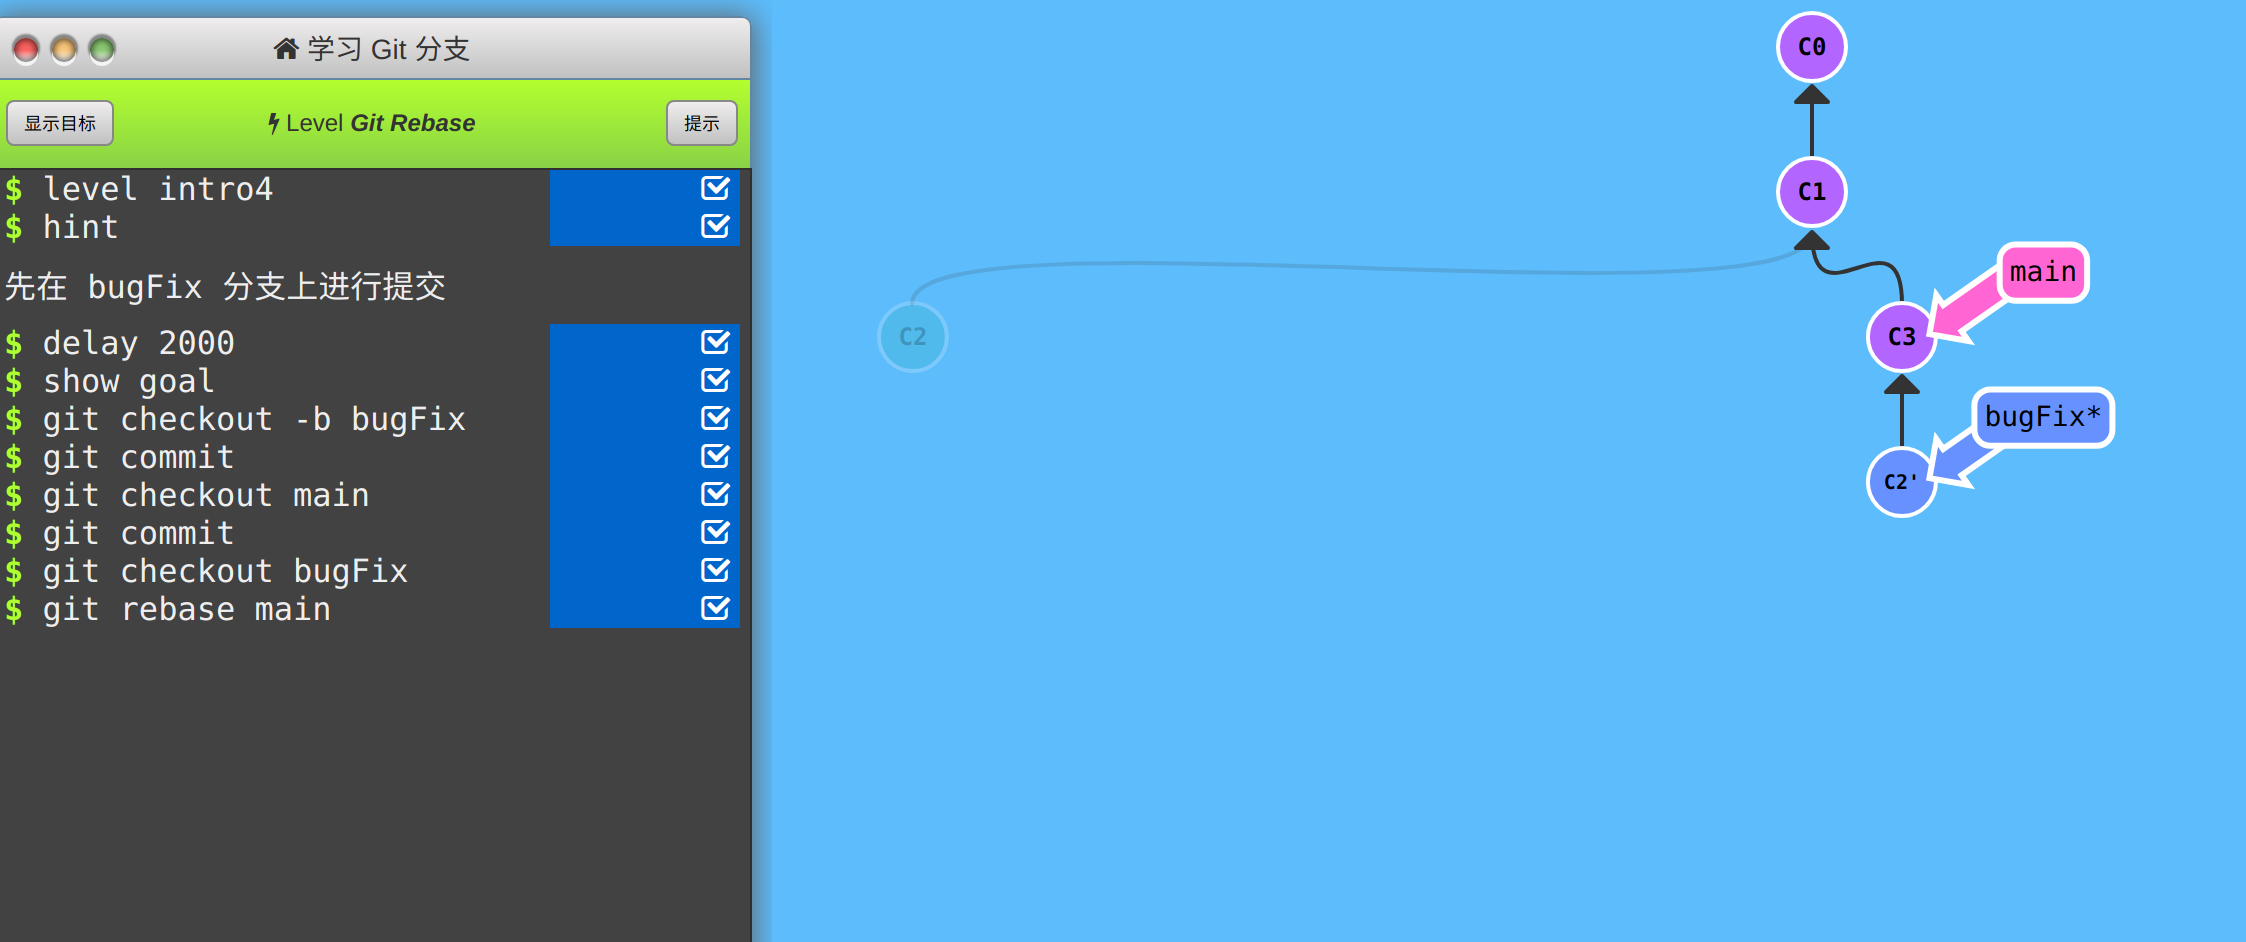 学习 Git 分支
显示目标
Level Git Rebase
提示
$ level intro4
$ hint
先在 bugFix 分支上进行提交
$ delay 2000
$ show goal
$ git checkout -b bugFix
$ git commit
$ git checkout main
$ git commit
$ git checkout bugFix
$ git rebase main
C0
C1
main
C2
C3
bugFix*
C2'